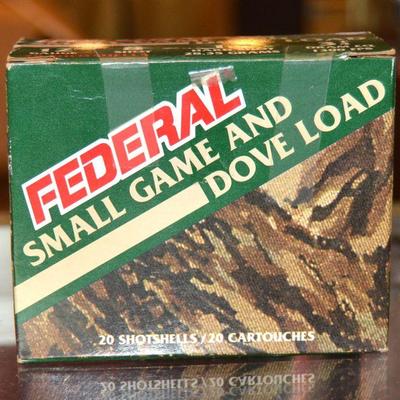 FEDERAL
SMALL GAME AND
DOVE LOAD
20 SHOTSHELLS/20 CARTOUCHES